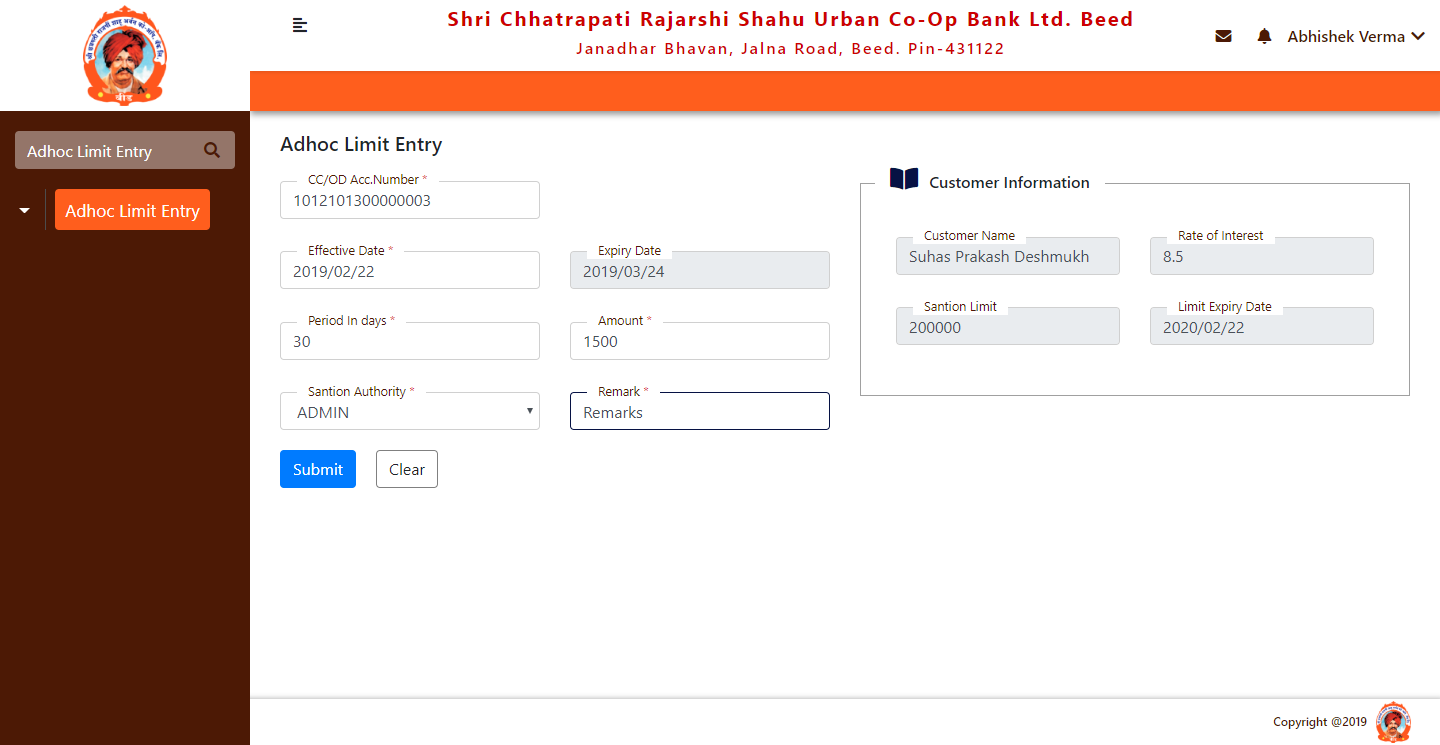 Shri Chhatrapati Rajarshi Shahu Urban Co-Op Bank Ltd. Beed
Janadhar Bhavan, Jalna Road, Beed. Pin-431122
Abhishek Verma
बीड
Adhoc Limit Entry
Adhoc Limit Entry
Adhoc Limit Entry
CC/OD Acc.Number *
1012101300000003
Effective Date *
2019/02/22
Expiry Date
2019/03/24
Period In days *
30
Amount *
1500
Santion Authority *
ADMIN
Remark *
Remarks
Submit
Clear
Customer Information
Customer Name
Suhas Prakash Deshmukh
Rate of Interest
8.5
Santion Limit
200000
Limit Expiry Date
2020/02/22
Copyright @2019